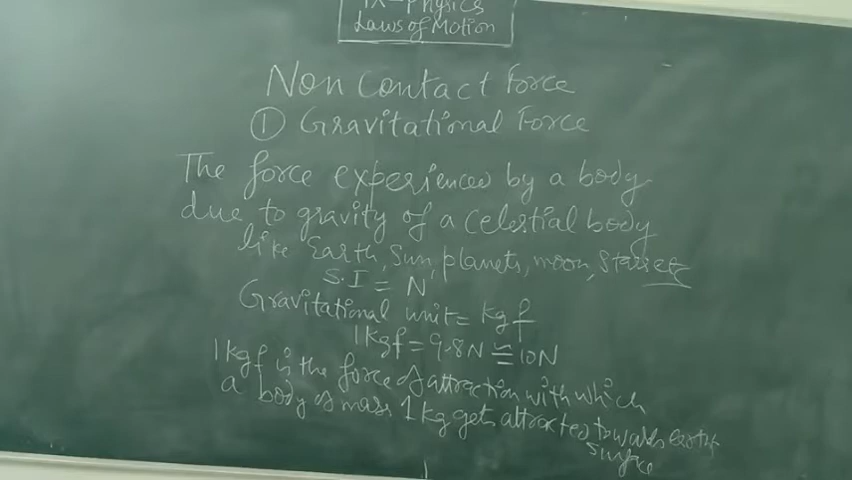 IX-Physics
Laws of Motion
Non Contact Force
① Gravitational Force
The force experienced by a body
due to gravity of a celestial body
like Earth, Sun, planets, moon, stars etc
S.I = N
Gravitational unit = kgf
1kgf = 9.8N ≅ 10N
1kgf is the force of attraction with which
a body of mass 1kg gets attracted towards earth's
surface